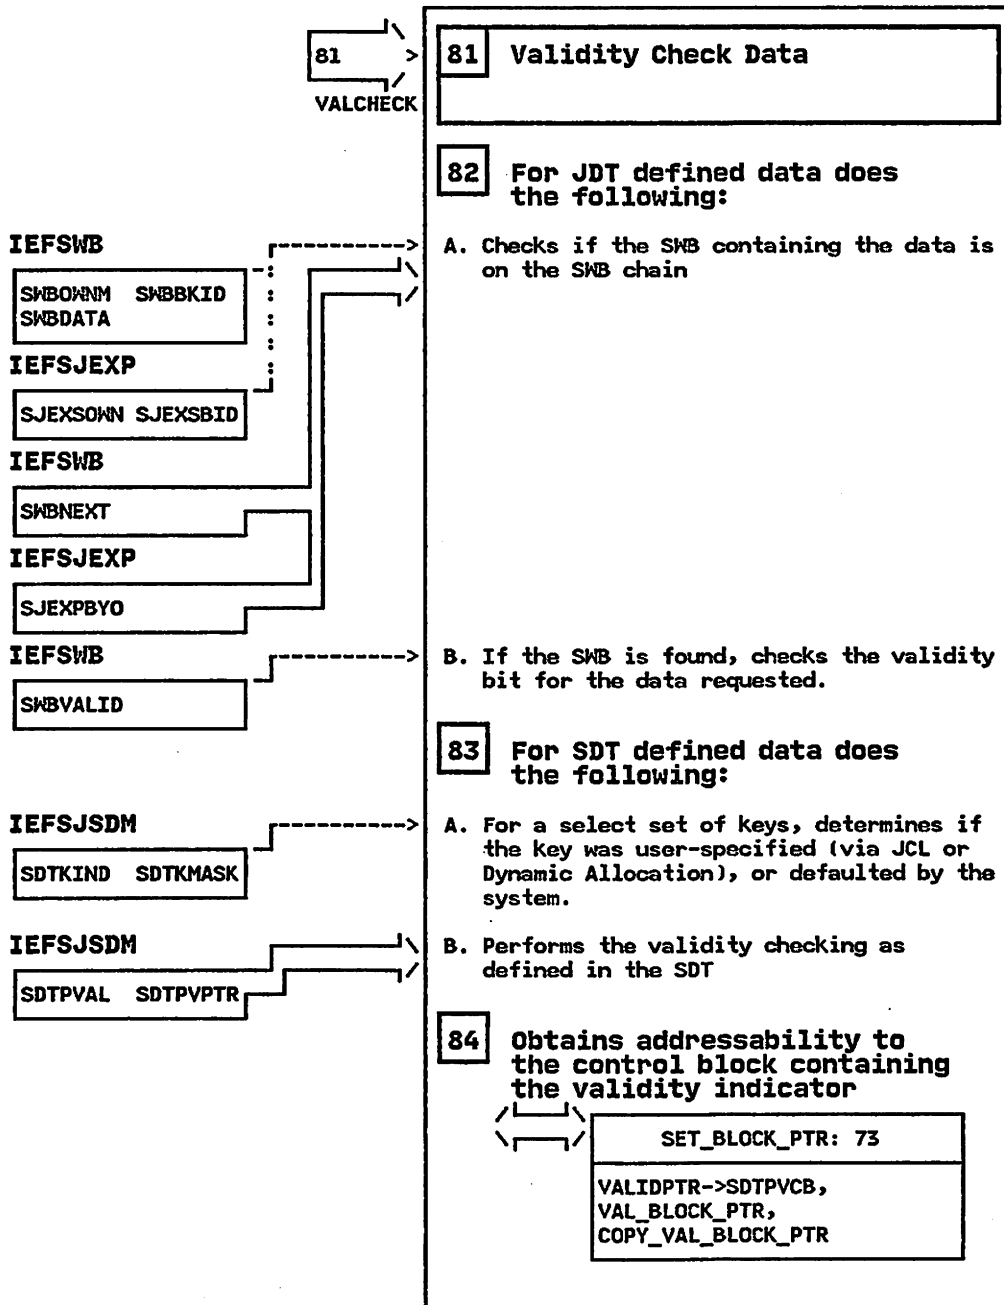 81
VALCHECK
81 Validity Check Data
82 For JDT defined data does
the following:
IEFSWB
A. Checks if the SWB containing the data is
on the SWB chain
SWBOWNM SWBBKID
SWBDATA
IEFSJEXP
SJEXSOWN SJEXSBID
IEFSWB
SWBNEXT
IEFSJEXP
SJEXPBYO
IEFSWB
B. If the SWB is found, checks the validity
bit for the data requested.
SWBVALID
83 For SDT defined data does
the following:
IEFSJSDM
A. For a select set of keys, determines if
the key was user-specified (via JCL or
Dynamic Allocation), or defaulted by the
system.
SDTKIND SDTKMASK
IEFSJSDM
B. Performs the validity checking as
defined in the SDT
SDTPVAL SDTPVPTR
84 Obtains addressability to
the control block containing
the validity indicator
SET_BLOCK_PTR: 73
VALIDPTR->SDTPVCB,
VAL_BLOCK_PTR,
COPY_VAL_BLOCK_PTR